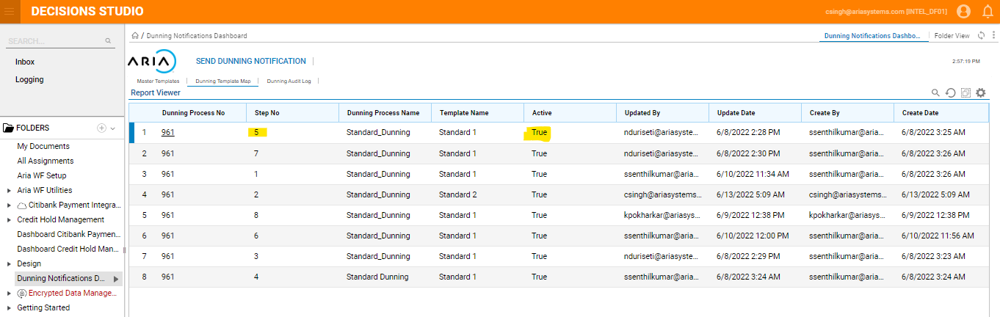 DECISIONS STUDIO
csingh@ariasystems.com [INTEL_DF01]
SEARCH...
Inbox
Logging
FOLDERS
My Documents
All Assignments
Aria WF Setup
Aria WF Utilities
Citibank Payment Integra...
Credit Hold Management
Dashboard Citibank Paymen...
Dashboard Credit Hold Man...
Design
Dunning Notifications D...
Encrypted Data Manage...
Getting Started
/ Dunning Notifications Dashboard
Dunning Notifications Dashbo... Folder View
ARIA SEND DUNNING NOTIFICATION 2:57:19 PM
Master Templates Dunning Template Map Dunning Audit Log
Report Viewer
Dunning Process No Step No Dunning Process Name Template Name Active Updated By Update Date Create By Create Date
1 961 5 Standard_Dunning Standard 1 True nduriseti@ariasyste... 6/8/2022 2:28 PM ssenthilkumar@arias... 6/8/2022 3:25 AM
2 961 7 Standard_Dunning Standard 1 True nduriseti@ariasyste... 6/8/2022 2:30 PM ssenthilkumar@arias... 6/8/2022 3:26 AM
3 961 1 Standard_Dunning Standard 1 True ssenthilkumar@aria... 6/10/2022 11:34 AM ssenthilkumar@arias... 6/8/2022 3:26 AM
4 961 2 Standard_Dunning Standard 2 True csingh@ariasystems... 6/13/2022 5:09 AM csingh@ariasystems... 6/13/2022 5:09 AM
5 961 8 Standard_Dunning Standard 1 True kpokharkar@ariasys... 6/9/2022 12:38 PM kpokharkar@ariasys... 6/9/2022 12:38 PM
6 961 6 Standard_Dunning Standard 1 True ssenthilkumar@aria... 6/10/2022 12:00 PM ssenthilkumar@arias... 6/10/2022 11:56 AM
7 961 3 Standard_Dunning Standard 1 True nduriseti@ariasyste... 6/8/2022 2:29 PM ssenthilkumar@arias... 6/8/2022 3:23 AM
8 961 4 Standard Dunning Standard 1 True ssenthilkumar@aria... 6/8/2022 3:24 AM ssenthilkumar@arias... 6/8/2022 3:24 AM